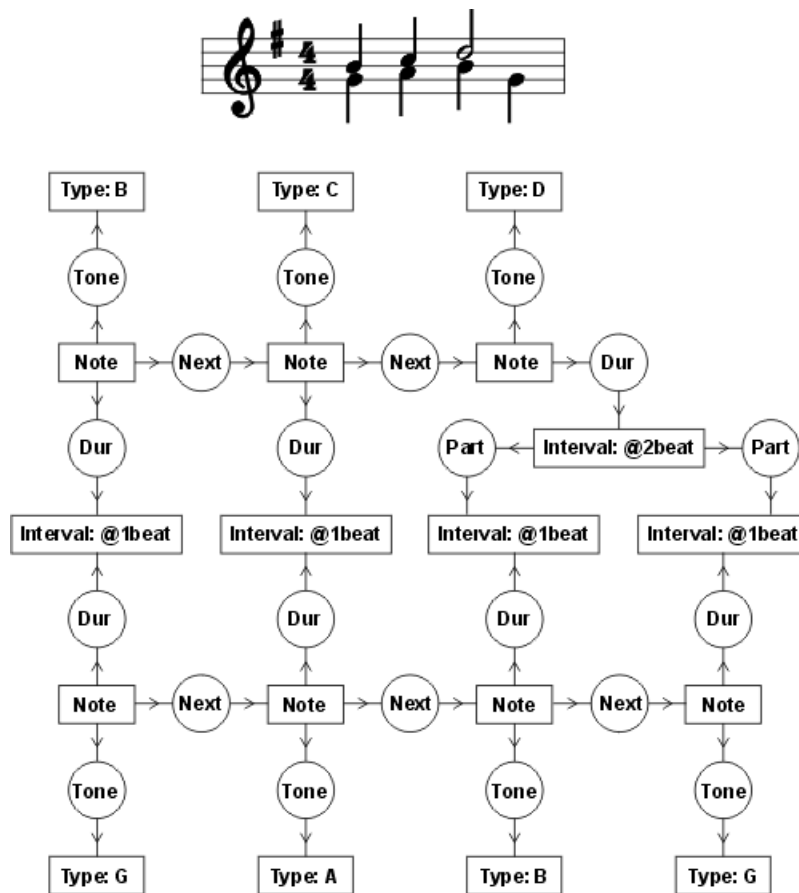 4
4
Type: B Type: C Type: D
Tone Tone Tone
Note Next Note Next Note Dur
Dur Dur Part Interval: @2beat Part
Interval: @1beat Interval: @1beat Interval: @1beat Interval: @1beat
Dur Dur Dur Dur
Note Next Note Next Note Next Note
Tone Tone Tone Tone
Type: G Type: A Type: B Type: G